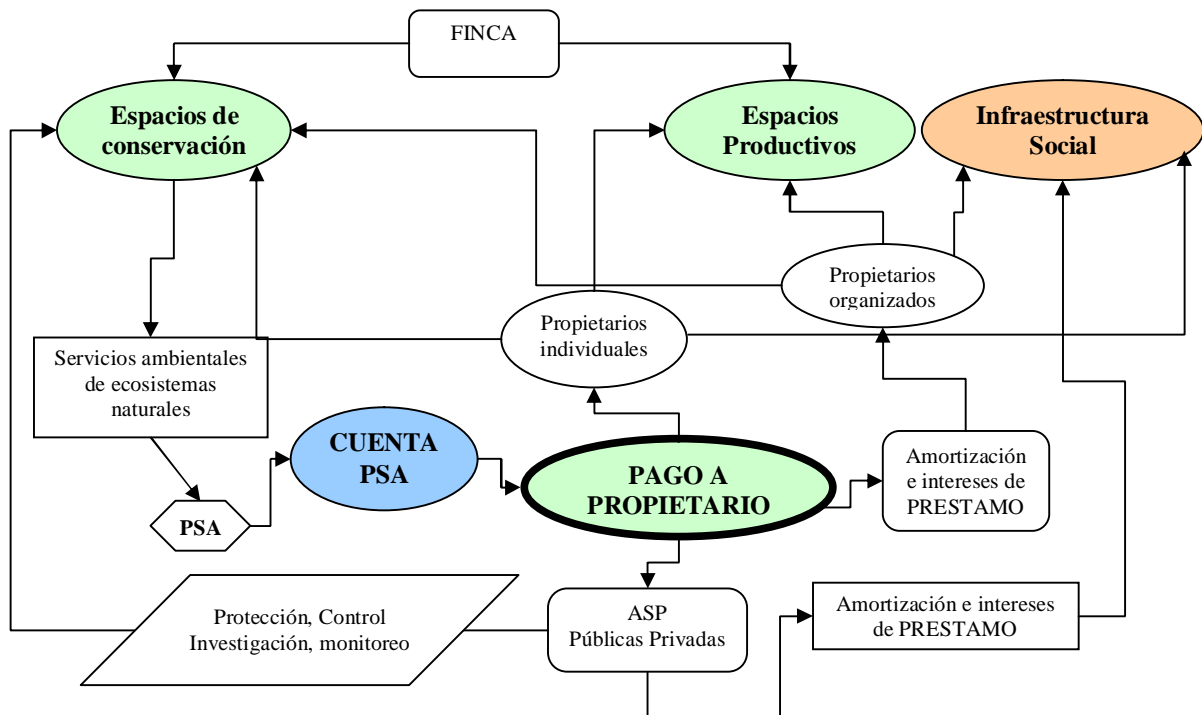 FINCA
Espacios de
conservación
Espacios
Productivos
Infraestructura
Social
Propietarios
organizados
Propietarios
individuales
Servicios ambientales
de ecosistemas
naturales
CUENTA
PSA
PAGO A
PROPIETARIO
Amortización
e intereses de
PRESTAMO
PSA
Protección, Control
Investigación, monitoreo
ASP
Públicas Privadas
Amortización e intereses
de PRESTAMO